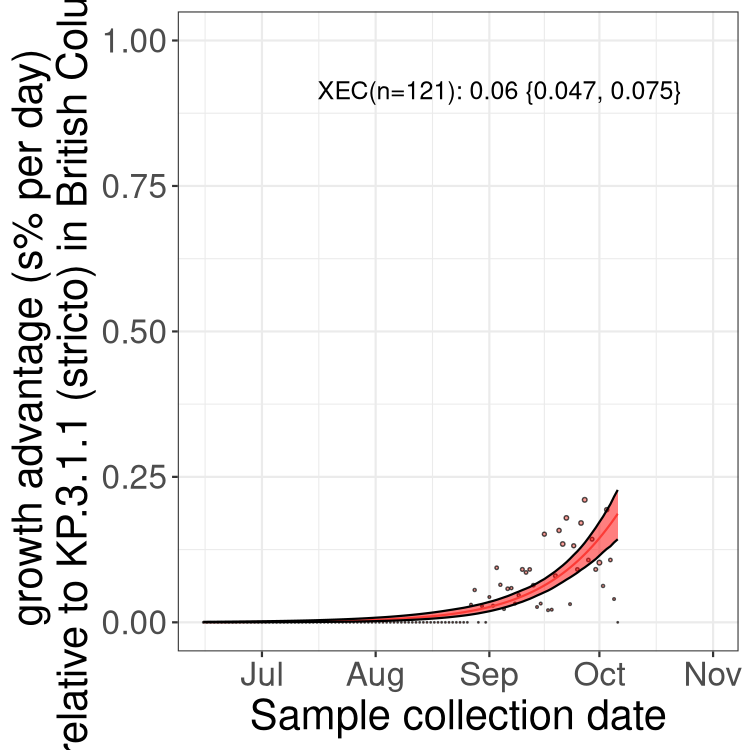 growth advantage (s% per day)
relative to KP.3.1.1 (stricto) in British
1.00
0.75
0.50
0.25
0.00
XEC(n=121): 0.06 {0.047, 0.075}
Jul Aug Sep Oct Nov
Sample collection date